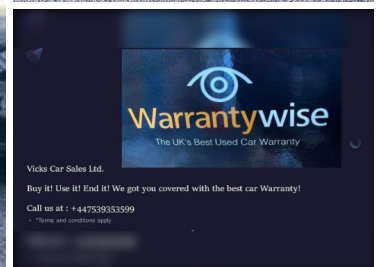 Warrantywise
The UK's Best Used Car Warranty
Vicks Car Sales Ltd.
Buy it! Use it! End it! We got you covered with the best car Warranty!
Call us at : +447539353599
*Terms and conditions apply